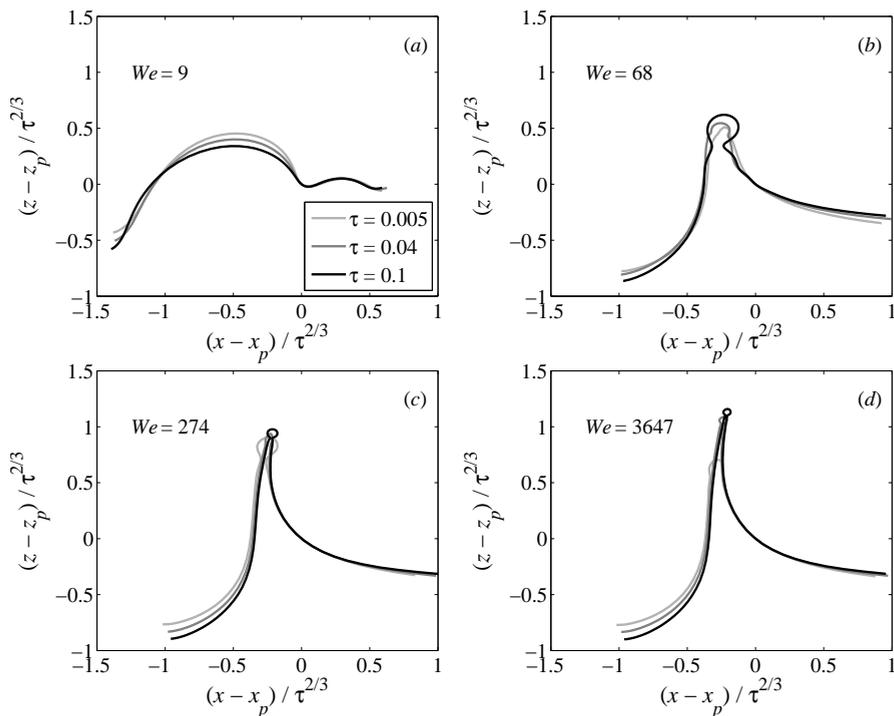 1.5
(a)
1
We = 9
0.5
0
−0.5
−1
(z − z_p) / τ^{2/3}
τ = 0.005
τ = 0.04
τ = 0.1
−1.5 −1 −0.5 0 0.5 1
(x − x_p) / τ^{2/3}
1.5
(b)
1
We = 68
0.5
0
−0.5
−1
(z − z_p) / τ^{2/3}
−1.5 −1 −0.5 0 0.5 1
(x − x_p) / τ^{2/3}
1.5
(c)
1
We = 274
0.5
0
−0.5
−1
(z − z_p) / τ^{2/3}
−1.5 −1 −0.5 0 0.5 1
(x − x_p) / τ^{2/3}
1.5
(d)
1
We = 3647
0.5
0
−0.5
−1
(z − z_p) / τ^{2/3}
−1.5 −1 −0.5 0 0.5 1
(x − x_p) / τ^{2/3}